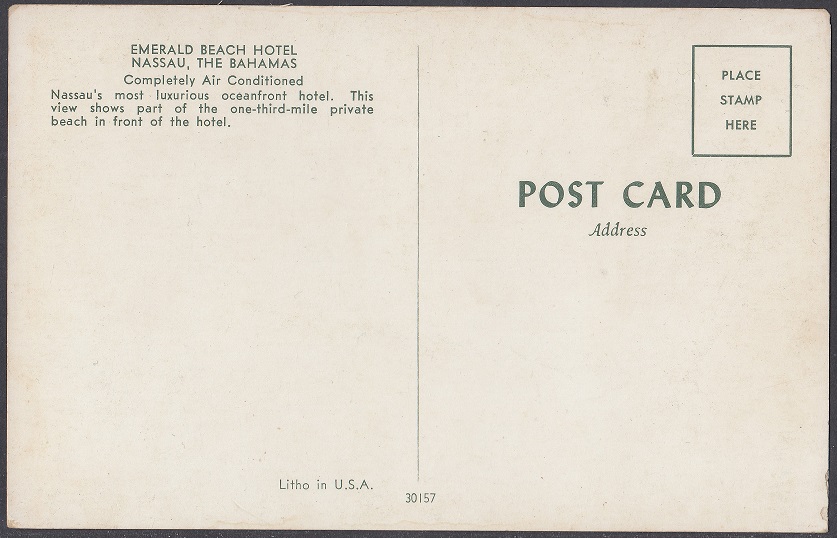 EMERALD BEACH HOTEL
NASSAU, THE BAHAMAS
Completely Air Conditioned
Nassau's most luxurious oceanfront hotel. This
view shows part of the one-third-mile private
beach in front of the hotel.
PLACE
STAMP
HERE
POST CARD
Address
Litho in U.S.A.
30157